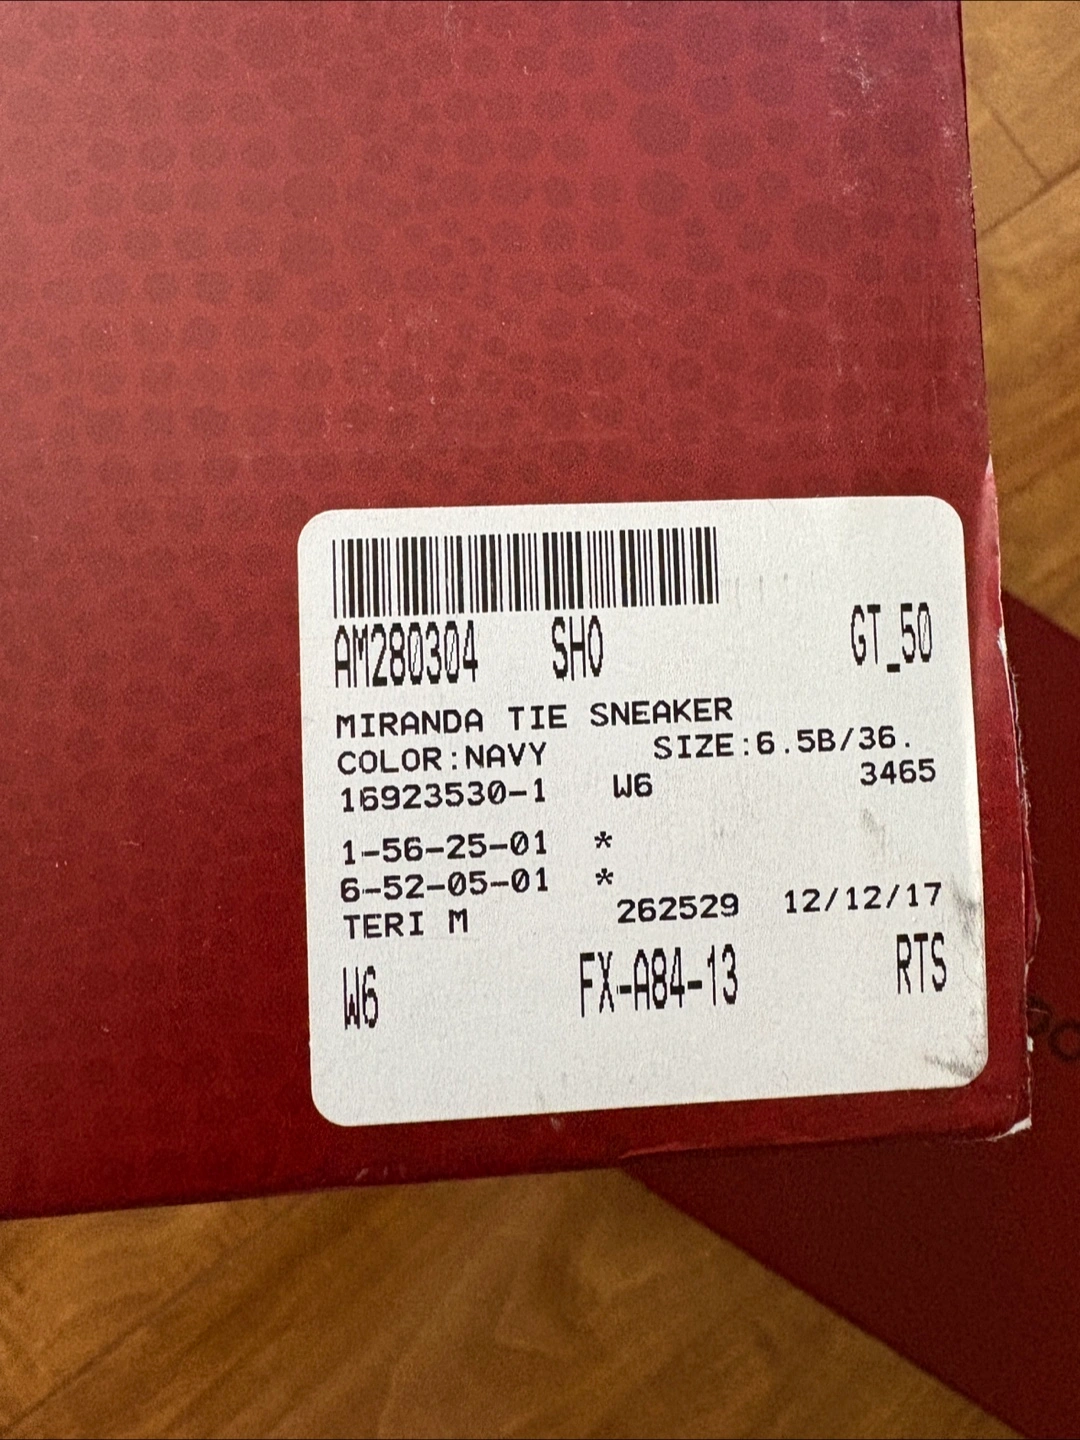 AM280304 SHO GT_50
MIRANDA TIE SNEAKER
COLOR:NAVY SIZE:6.5B/36.
16923530-1 W6 3465
1-56-25-01 *
6-52-05-01 *
TERI M 262529 12/12/17
W6 FX-A84-13 RTS